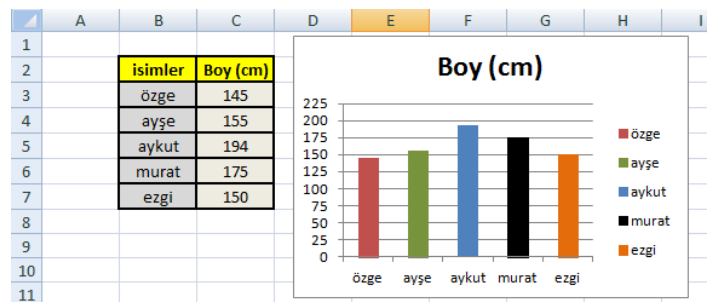 A B C D E F G H I
1
2 isimler Boy (cm)
3 özge 145
4 ayşe 155
5 aykut 194
6 murat 175
7 ezgi 150
8
9
10
11
Boy (cm)
225
200
175
150
125
100
75
50
25
0
özge ayşe aykut murat ezgi
özge
ayşe
aykut
murat
ezgi